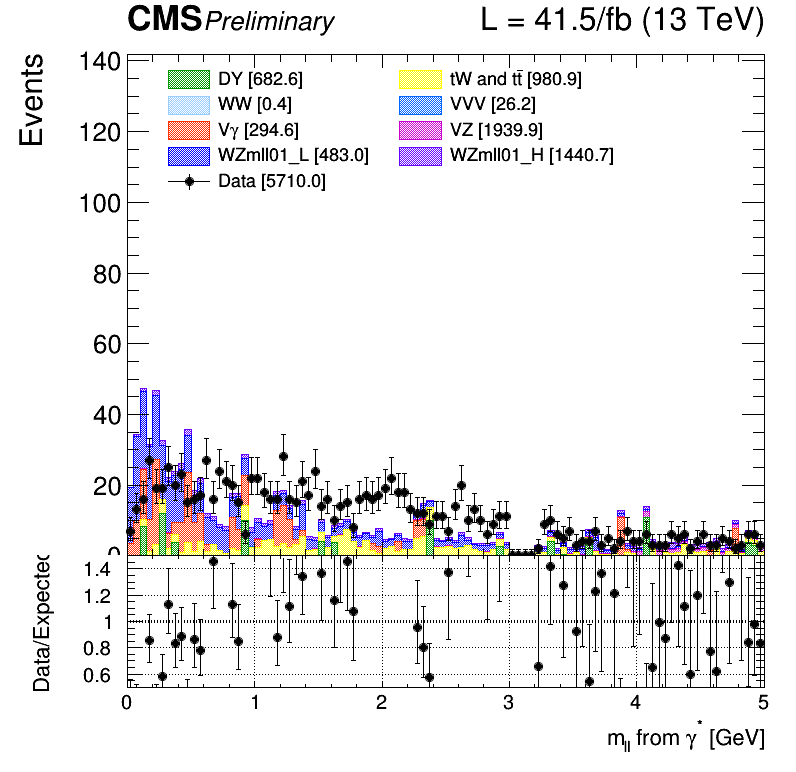 CMS Preliminary L = 41.5/fb (13 TeV)
Events
140
120
100
80
60
40
20
0
DY [682.6] tW and tt̄ [980.9]
WW [0.4] VVV [26.2]
Vγ [294.6] VZ [1939.9]
WZmll01_L [483.0] WZmll01_H [1440.7]
Data [5710.0]
Data/Expected
1.4
1.2
1
0.8
0.6
0 1 2 3 4 5
m_ll from γ* [GeV]